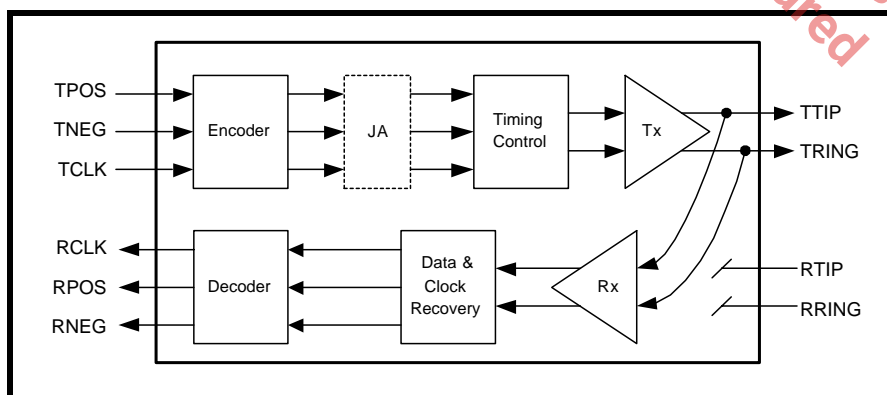 TPOS
TNEG
TCLK
Encoder
JA
Timing
Control
Tx
TTIP
TRING
RCLK
RPOS
RNEG
Decoder
Data &
Clock
Recovery
Rx
RTIP
RRING